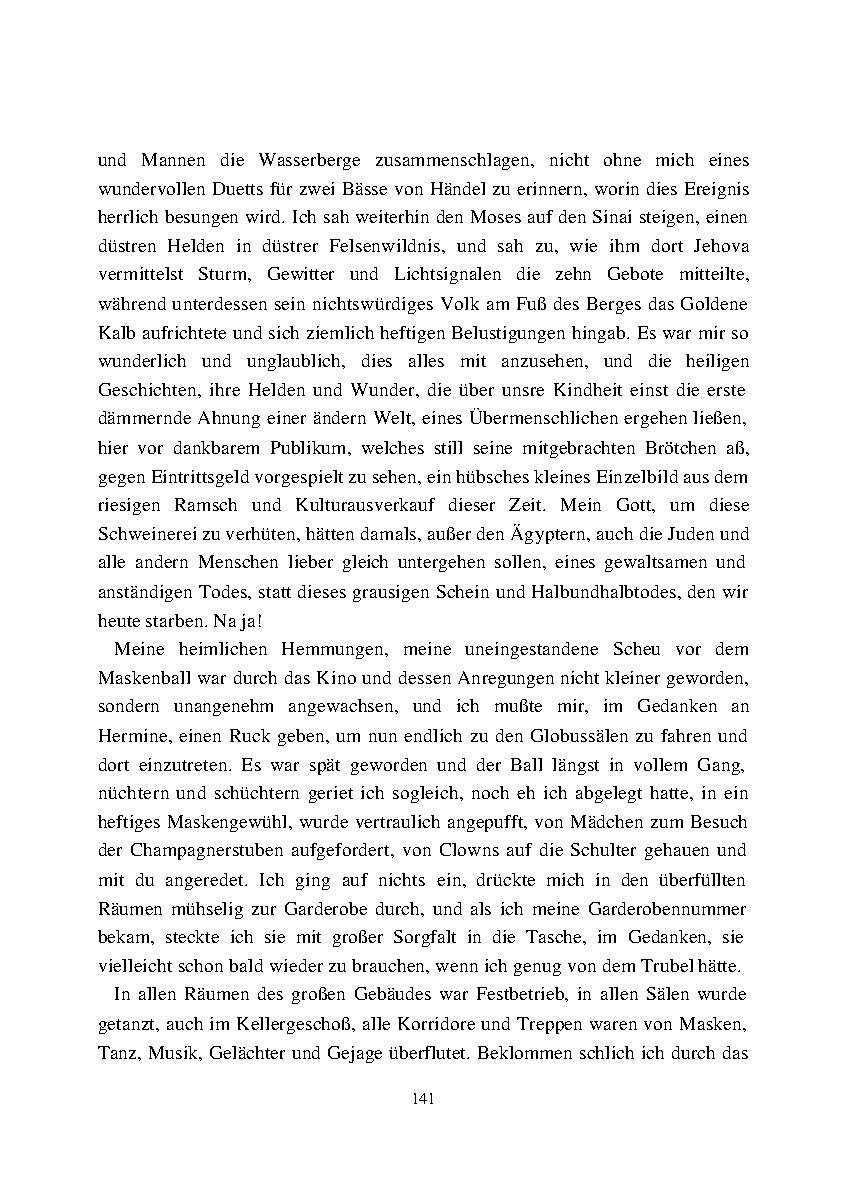 und Mannen die Wasserberge zusammenschlagen, nicht ohne mich eines
wundervollen Duetts für zwei Bässe von Händel zu erinnern, worin dies Ereignis
herrlich besungen wird. Ich sah weiterhin den Moses auf den Sinai steigen, einen
düstren Helden in düstrer Felsenwildnis, und sah zu, wie ihm dort Jehova
vermittelst Sturm, Gewitter und Lichtsignalen die zehn Gebote mitteilte,
während unterdessen sein nichtswürdiges Volk am Fuß des Berges das Goldene
Kalb aufrichtete und sich ziemlich heftigen Belustigungen hingab. Es war mir so
wunderlich und unglaublich, dies alles mit anzusehen, und die heiligen
Geschichten, ihre Helden und Wunder, die über unsre Kindheit einst die erste
dämmernde Ahnung einer ändern Welt, eines Übermenschlichen ergehen ließen,
hier vor dankbarem Publikum, welches still seine mitgebrachten Brötchen aß,
gegen Eintrittsgeld vorgespielt zu sehen, ein hübsches kleines Einzelbild aus dem
riesigen Ramsch und Kulturausverkauf dieser Zeit. Mein Gott, um diese
Schweinerei zu verhüten, hätten damals, außer den Ägyptern, auch die Juden und
alle andern Menschen lieber gleich untergehen sollen, eines gewaltsamen und
anständigen Todes, statt dieses grausigen Schein und Halbundhalbtodes, den wir
heute starben. Na ja!
Meine heimlichen Hemmungen, meine uneingestandene Scheu vor dem
Maskenball war durch das Kino und dessen Anregungen nicht kleiner geworden,
sondern unangenehm angewachsen, und ich mußte mir, im Gedanken an
Hermine, einen Ruck geben, um nun endlich zu den Globussälen zu fahren und
dort einzutreten. Es war spät geworden und der Ball längst in vollem Gang,
nüchtern und schüchtern geriet ich sogleich, noch eh ich abgelegt hatte, in ein
heftiges Maskengewühl, wurde vertraulich angepufft, von Mädchen zum Besuch
der Champagnerstuben aufgefordert, von Clowns auf die Schulter gehauen und
mit du angeredet. Ich ging auf nichts ein, drückte mich in den überfüllten
Räumen mühselig zur Garderobe durch, und als ich meine Garderobennummer
bekam, steckte ich sie mit großer Sorgfalt in die Tasche, im Gedanken, sie
vielleicht schon bald wieder zu brauchen, wenn ich genug von dem Trubel hätte.
In allen Räumen des großen Gebäudes war Festbetrieb, in allen Sälen wurde
getanzt, auch im Kellergeschoß, alle Korridore und Treppen waren von Masken,
Tanz, Musik, Gelächter und Gejage überflutet. Beklommen schlich ich durch das
141